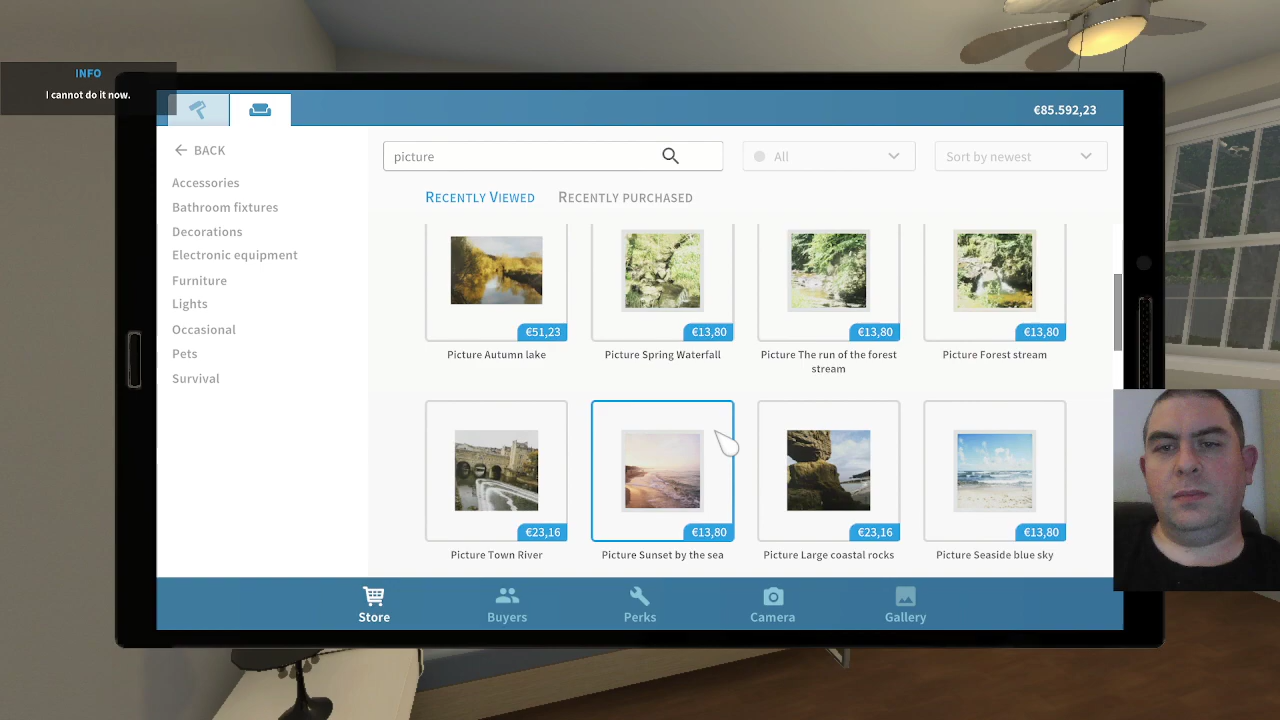 INFO
I cannot do it now.
€85.592,23
BACK
picture
All
Sort by newest
Accessories
Bathroom fixtures
Decorations
Electronic equipment
Furniture
Lights
Occasional
Pets
Survival
RECENTLY VIEWED
RECENTLY PURCHASED
€51,23
€13,80
€13,80
€13,80
Picture Autumn lake
Picture Spring Waterfall
Picture The run of the forest
stream
Picture Forest stream
€23,16
€13,80
€23,16
€13,80
Picture Town River
Picture Sunset by the sea
Picture Large coastal rocks
Picture Seaside blue sky
Store
Buyers
Perks
Camera
Gallery